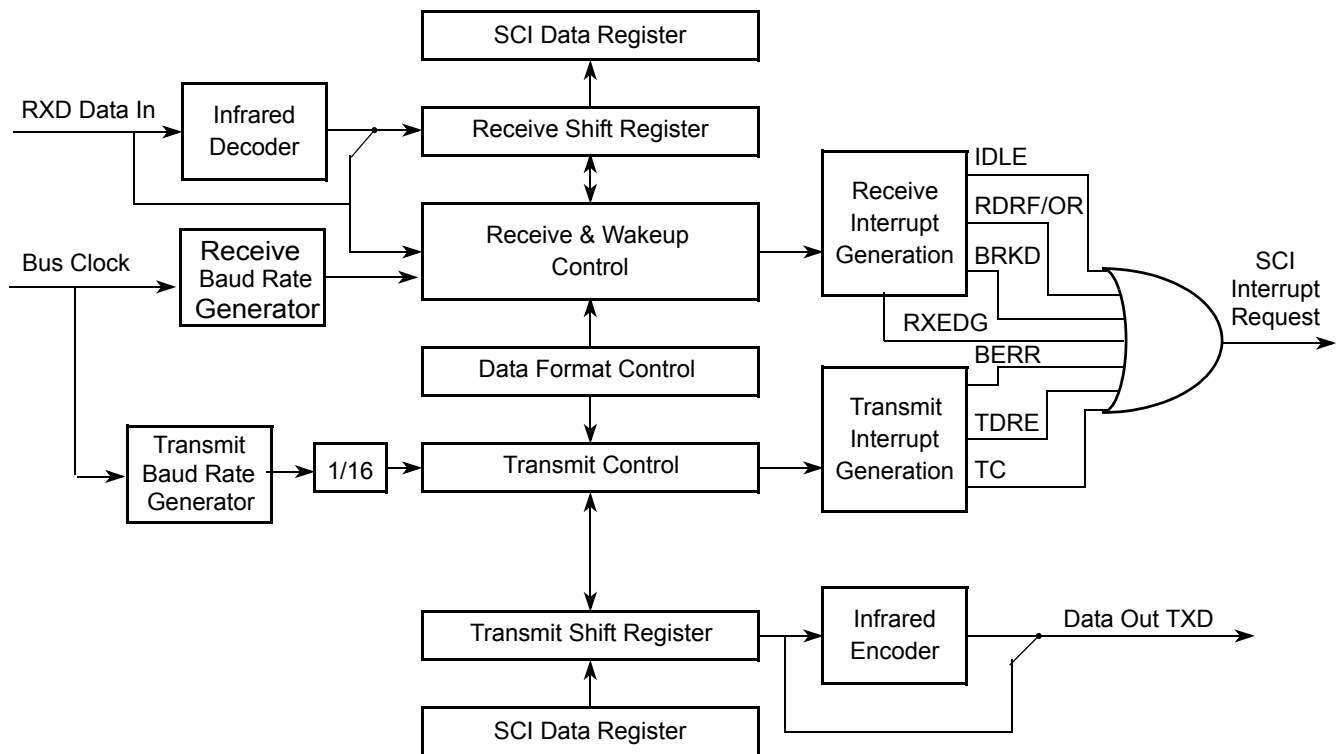 SCI Data Register
RXD Data In
Infrared
Decoder
Receive Shift Register
IDLE
Receive
Interrupt
Generation
RDRF/OR
BRKD
RXEDG
Receive & Wakeup
Control
Bus Clock
Receive
Baud Rate
Generator
SCI
Interrupt
Request
Data Format Control
BERR
Transmit
Interrupt
Generation
TDRE
TC
Transmit
Baud Rate
Generator
1/16
Transmit Control
Transmit Shift Register
Infrared
Encoder
Data Out TXD
SCI Data Register